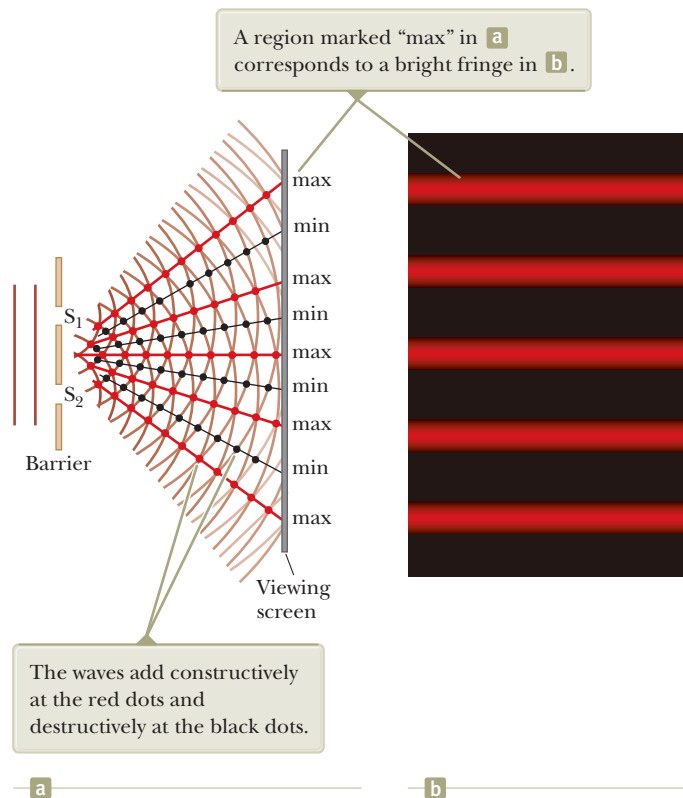 A region marked “max” in a
corresponds to a bright fringe in b.
max
min
max
S1
min
max
min
S2
max
Barrier
min
max
Viewing
screen
The waves add constructively
at the red dots and
destructively at the black dots.
a
b